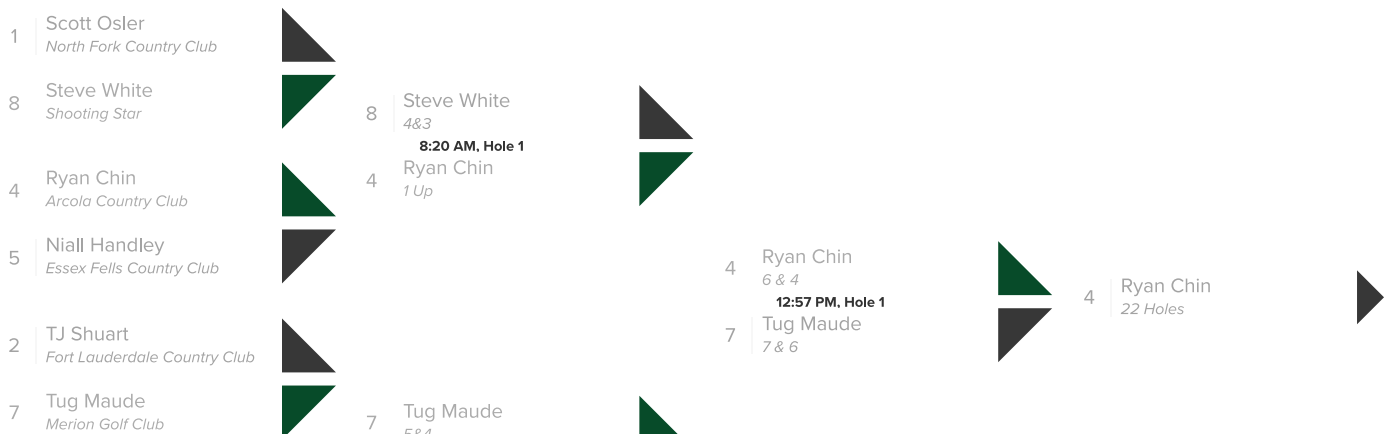 1
Scott Osler
North Fork Country Club
8
Steve White
Shooting Star
4
Ryan Chin
Arcola Country Club
5
Niall Handley
Essex Fells Country Club
2
TJ Shuart
Fort Lauderdale Country Club
7
Tug Maude
Merion Golf Club
8
Steve White
4&3
8:20 AM, Hole 1
4
Ryan Chin
1 Up
7
Tug Maude
5&4
4
Ryan Chin
6 & 4
12:57 PM, Hole 1
7
Tug Maude
7 & 6
4
Ryan Chin
22 Holes